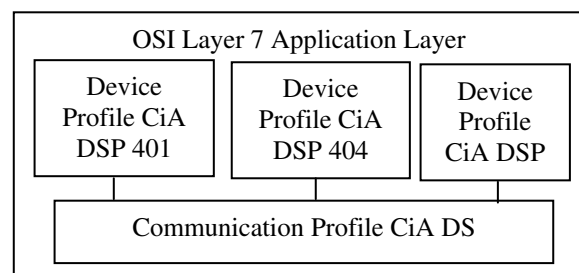 OSI Layer 7 Application Layer
Device
Profile CiA
DSP 401
Device
Profile CiA
DSP 404
Device
Profile
CiA DSP
Communication Profile CiA DS